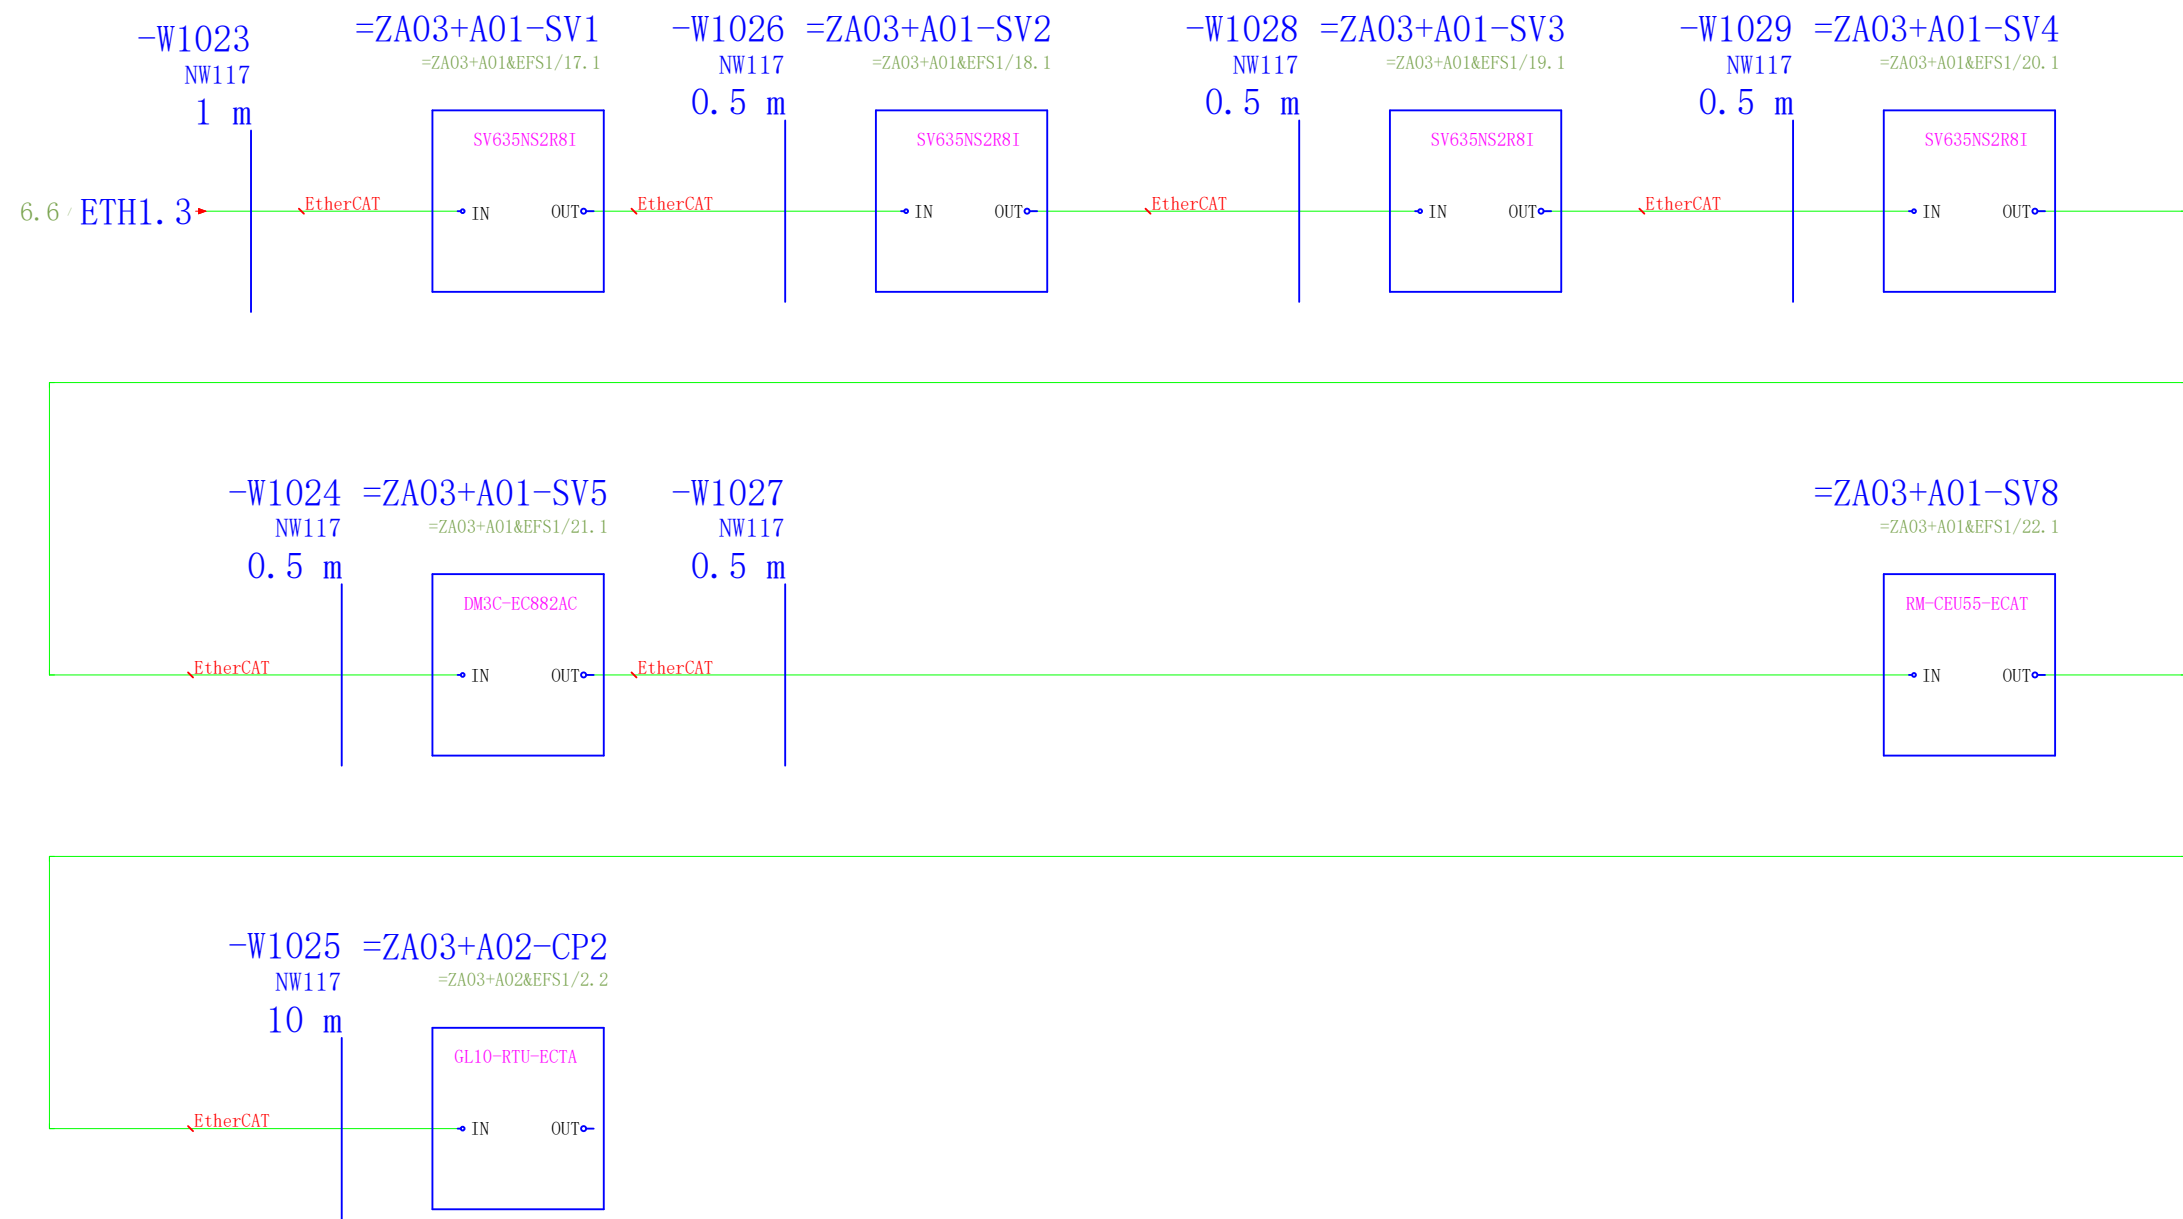 -W1023
NW117
1 m
=ZA03+A01-SV1
=ZA03+A01&EFS1/17.1
-W1026
NW117
0.5 m
=ZA03+A01-SV2
=ZA03+A01&EFS1/18.1
-W1028
NW117
0.5 m
=ZA03+A01-SV3
=ZA03+A01&EFS1/19.1
-W1029
NW117
0.5 m
=ZA03+A01-SV4
=ZA03+A01&EFS1/20.1
SV635NS2R8I
SV635NS2R8I
SV635NS2R8I
SV635NS2R8I
6.6 / ETH1.3
EtherCAT
IN
OUT
EtherCAT
IN
OUT
EtherCAT
IN
OUT
EtherCAT
IN
OUT
-W1024
NW117
0.5 m
=ZA03+A01-SV5
=ZA03+A01&EFS1/21.1
-W1027
NW117
0.5 m
=ZA03+A01-SV8
=ZA03+A01&EFS1/22.1
DM3C-EC882AC
RM-CEU55-ECAT
EtherCAT
IN
OUT
EtherCAT
IN
OUT
-W1025
NW117
10 m
=ZA03+A02-CP2
=ZA03+A02&EFS1/2.2
GL10-RTU-ECTA
EtherCAT
IN
OUT